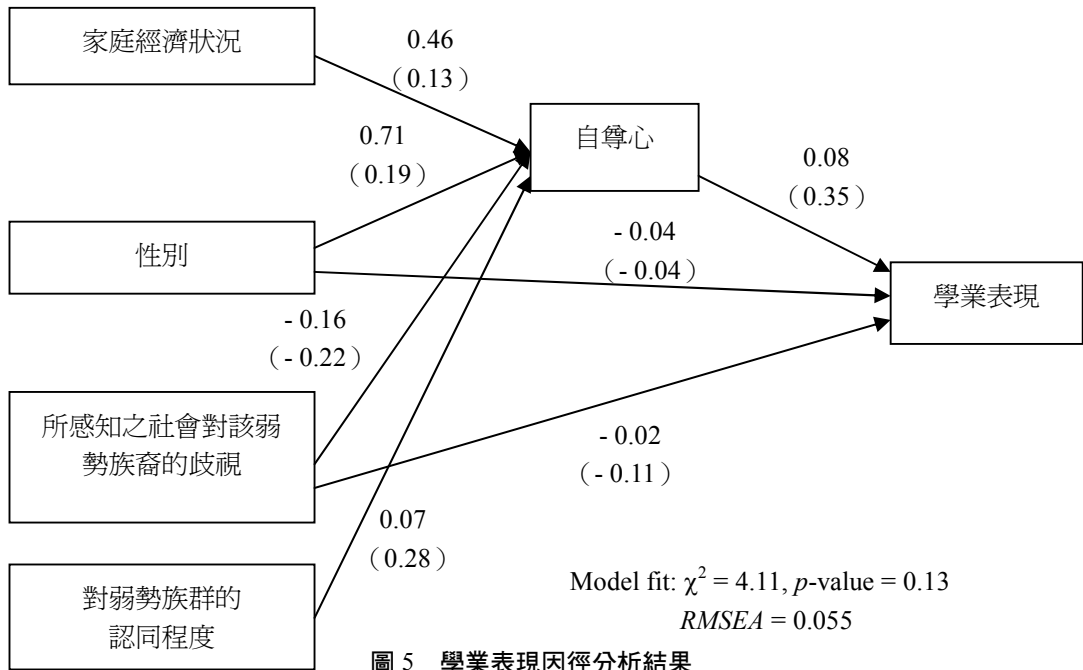 家庭經濟狀況
0.46
（0.13）
自尊心
0.71
（0.19）
0.08
（0.35）
性別
- 0.04
（- 0.04）
學業表現
- 0.16
（- 0.22）
所感知之社會對該弱
勢族裔的歧視
- 0.02
（- 0.11）
0.07
（0.28）
對弱勢族群的
認同程度
Model fit: χ² = 4.11, p-value = 0.13
RMSEA = 0.055
圖 5 學業表現因徑分析結果